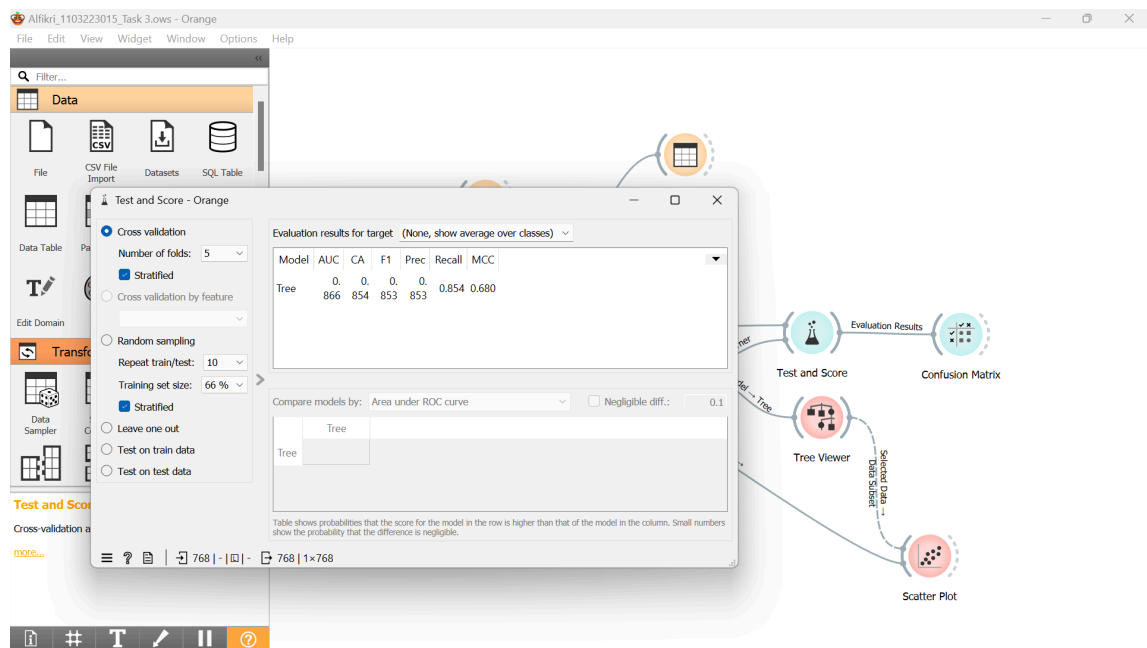 Alfikri_1103223015_Task 3.ows - Orange
File Edit View Widget Window Options Help
Filter...
Data
File
CSV File
Import
Datasets
SQL Table
Data Table
Edit Domain
Transfo
Data
Sampler
Test and Scor
Cross-validation a
more...
Test and Score - Orange
Cross validation
Number of folds: 5
Stratified
Cross validation by feature
Random sampling
Repeat train/test: 10
Training set size: 66 %
Stratified
Leave one out
Test on train data
Test on test data
Evaluation results for target (None, show average over classes)
Model AUC CA F1 Prec Recall MCC
Tree 0.866 0.854 0.853 0.853 0.854 0.680
Compare models by: Area under ROC curve Negligible diff.: 0.1
Tree
Tree
Table shows probabilities that the score for the model in the row is higher than that of the model in the column. Small numbers
show the probability that the difference is negligible.
768 | - | - 768 | 1×768
Test and Score
Evaluation Results
Confusion Matrix
→ Tree
Tree Viewer
Selected Data →
Data Subset
Scatter Plot